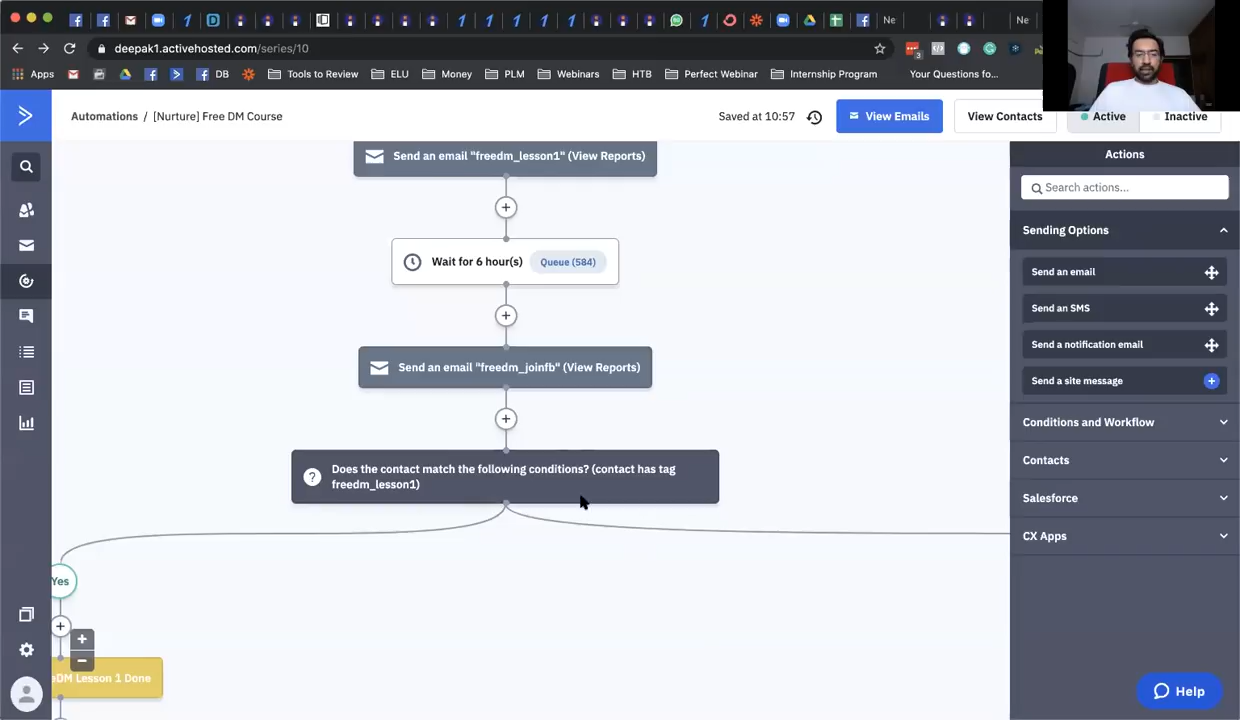 Ne
Ne
deepak1.activehosted.com/series/10
3
Apps
DB
Tools to Review
ELU
Money
PLM
Webinars
HTB
Perfect Webinar
Internship Program
Your Questions fo...
Automations / [Nurture] Free DM Course
Saved at 10:57
View Emails
View Contacts
Active
Inactive
Send an email "freedm_lesson1" (View Reports)
Wait for 6 hour(s)
Queue (584)
Send an email "freedm_joinfb" (View Reports)
Does the contact match the following conditions? (contact has tag
freedm_lesson1)
Yes
eDM Lesson 1 Done
+
−
Actions
Search actions...
Sending Options
Send an email
Send an SMS
Send a notification email
Send a site message
Conditions and Workflow
Contacts
Salesforce
CX Apps
Help